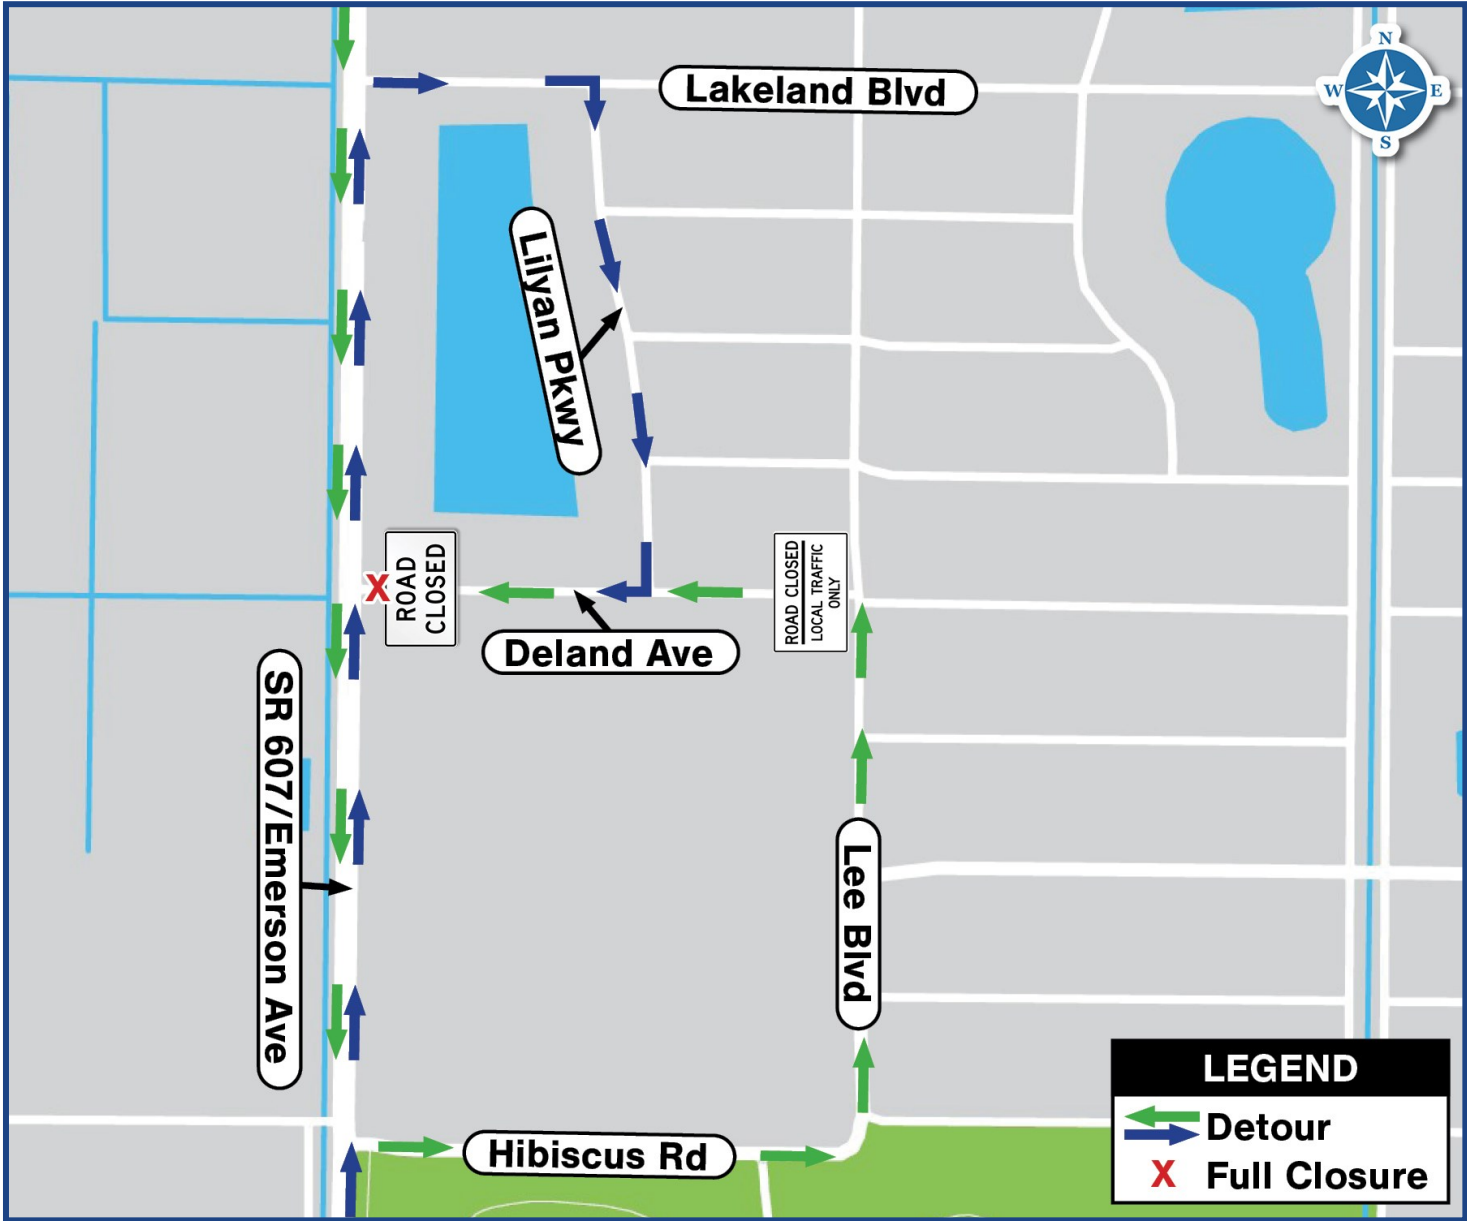 N
W
E
S
Lakeland Blvd
Lilyan Pkwy
ROAD
CLOSED
X
ROAD CLOSED
LOCAL TRAFFIC
ONLY
Deland Ave
SR 607/Emerson Ave
Lee Blvd
Hibiscus Rd
LEGEND
Detour
X Full Closure